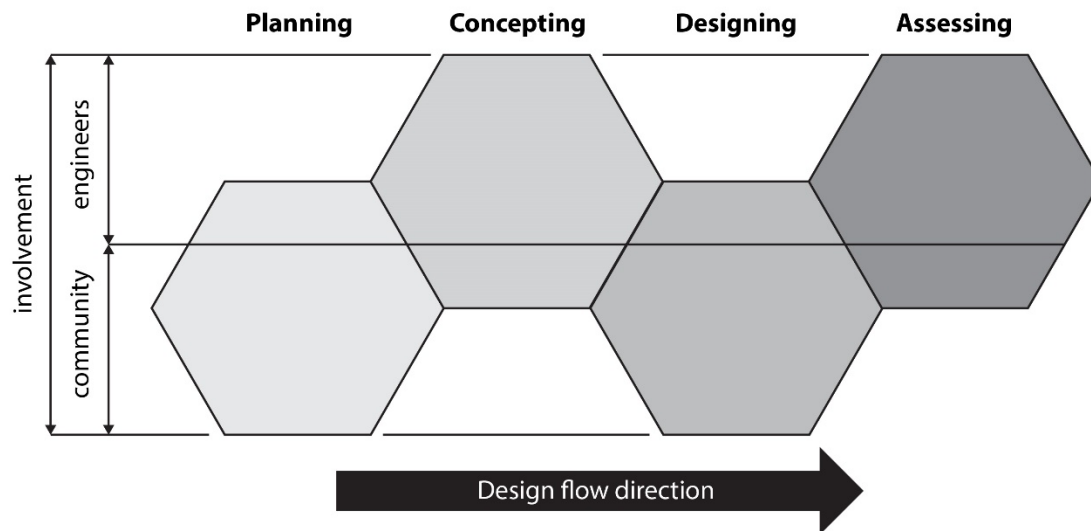 Planning
Concepting
Designing
Assessing
involvement
engineers
community
Design flow direction